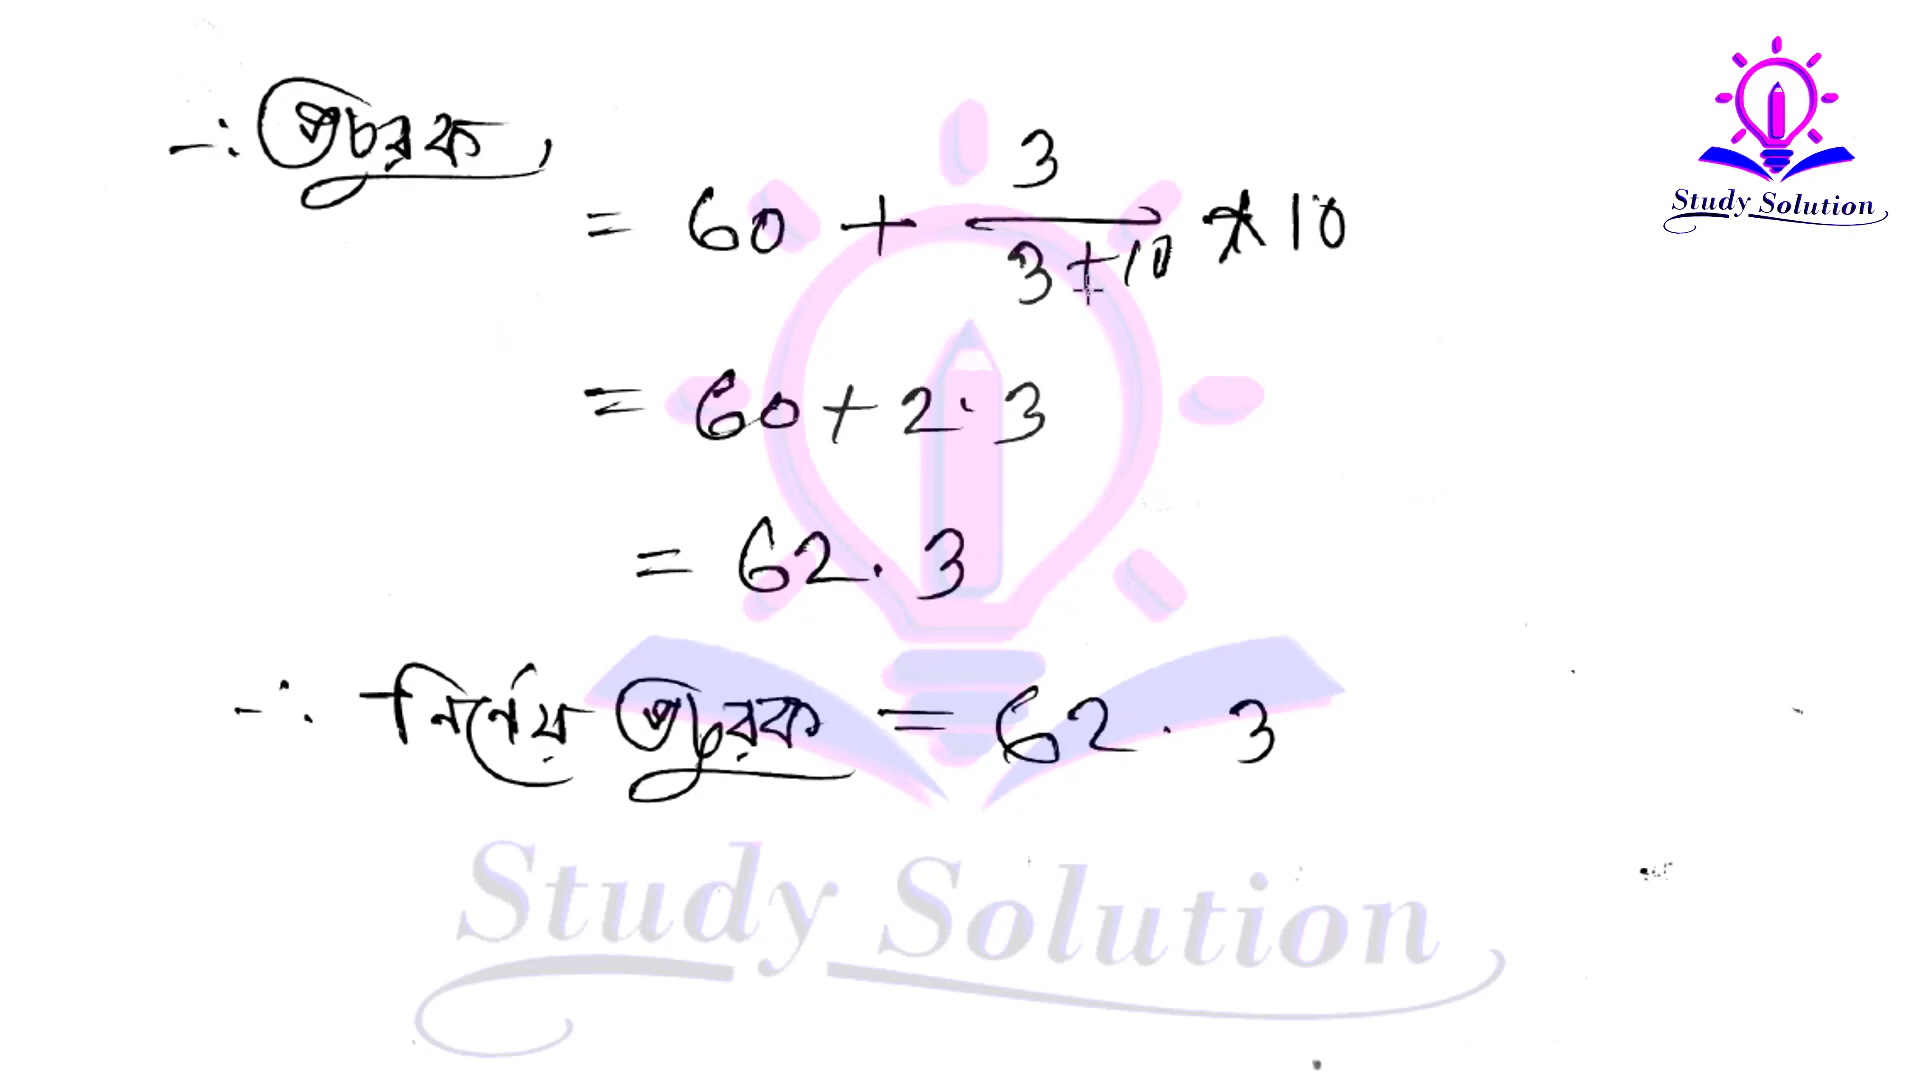 ∴ প্রচুরক,
= 60 + 3/(3+10) × 10
= 60 + 2.3
= 62.3
∴ নির্ণেয় প্রচুরক = 62.3
Study Solution
Study Solution